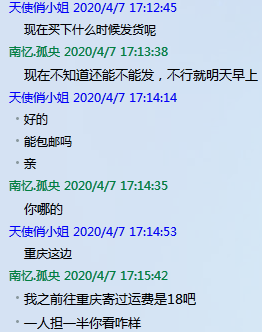 天使俏小姐 2020/4/7 17:12:45
现在买下什么时候发货呢
南忆.孤央 2020/4/7 17:13:38
现在不知道还能不能发，不行就明天早上
天使俏小姐 2020/4/7 17:14:14
• 好的
• 能包邮吗
• 亲
南忆.孤央 2020/4/7 17:14:35
你哪的
天使俏小姐 2020/4/7 17:14:53
重庆这边
南忆.孤央 2020/4/7 17:15:42
• 我之前往重庆寄过运费是18吧
• 一人担一半你看咋样